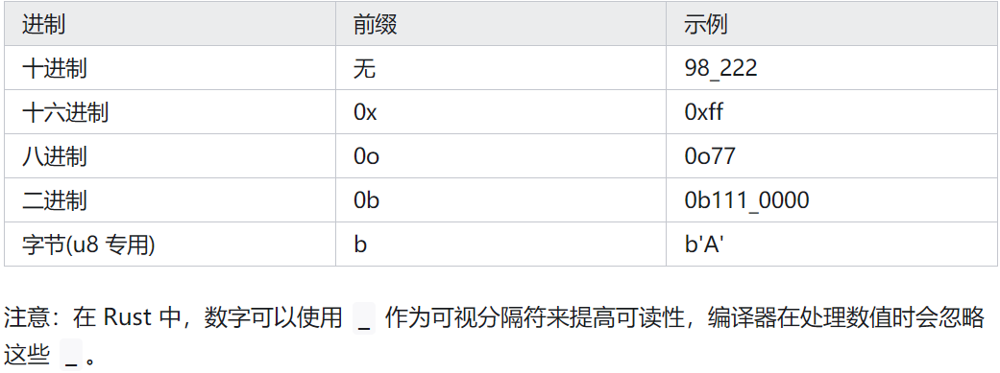 进制 前缀 示例
十进制 无 98_222
十六进制 0x 0xff
八进制 0o 0o77
二进制 0b 0b111_0000
字节(u8 专用) b b'A'
注意：在 Rust 中，数字可以使用 _ 作为可视分隔符来提高可读性，编译器在处理数值时会忽略
这些 _ 。